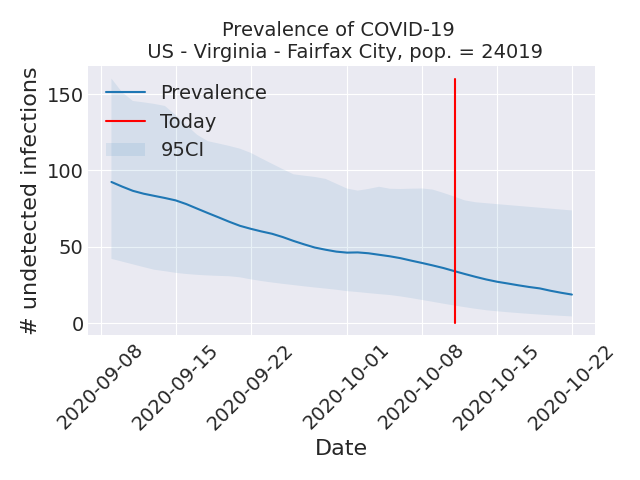 Prevalence of COVID-19
US - Virginia - Fairfax City, pop. = 24019
# undetected infections
150
100
50
0
Prevalence
Today
95CI
2020-09-08
2020-09-15
2020-09-22
2020-10-01
2020-10-08
2020-10-15
2020-10-22
Date